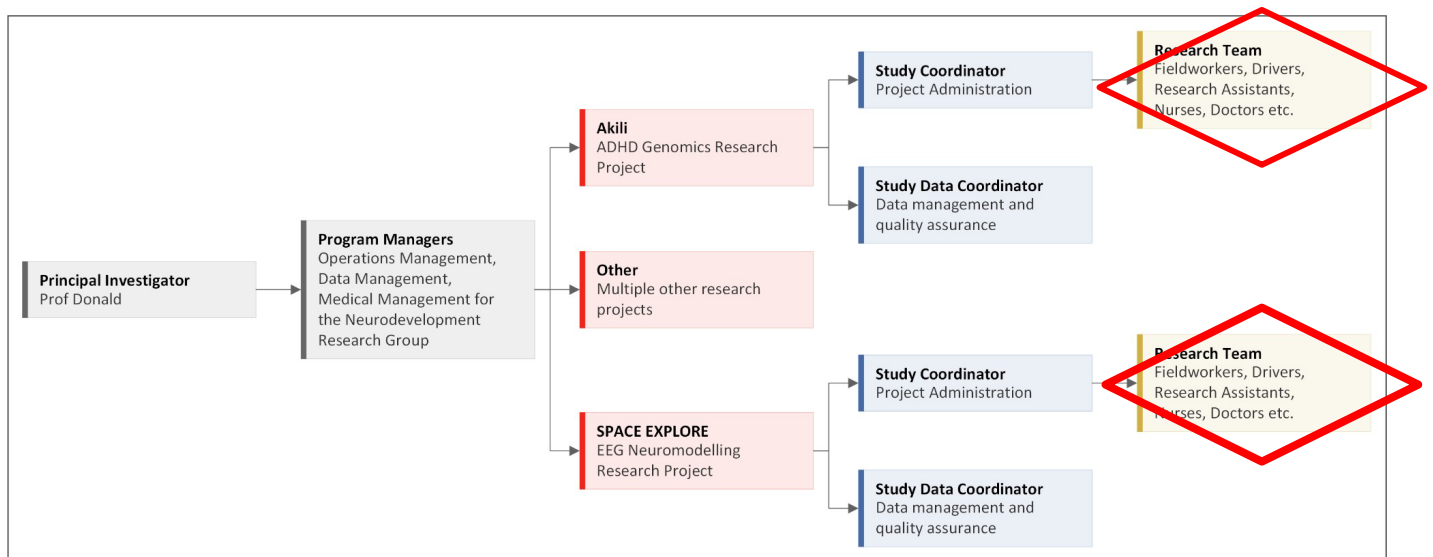 Principal Investigator
Prof Donald
Program Managers
Operations Management,
Data Management,
Medical Management for
the Neurodevelopment
Research Group
Akili
ADHD Genomics Research
Project
Other
Multiple other research
projects
SPACE EXPLORE
EEG Neuromodelling
Research Project
Study Coordinator
Project Administration
Study Data Coordinator
Data management and
quality assurance
Study Coordinator
Project Administration
Study Data Coordinator
Data management and
quality assurance
Research Team
Fieldworkers, Drivers,
Research Assistants,
Nurses, Doctors etc.
Research Team
Fieldworkers, Drivers,
Research Assistants,
Nurses, Doctors etc.